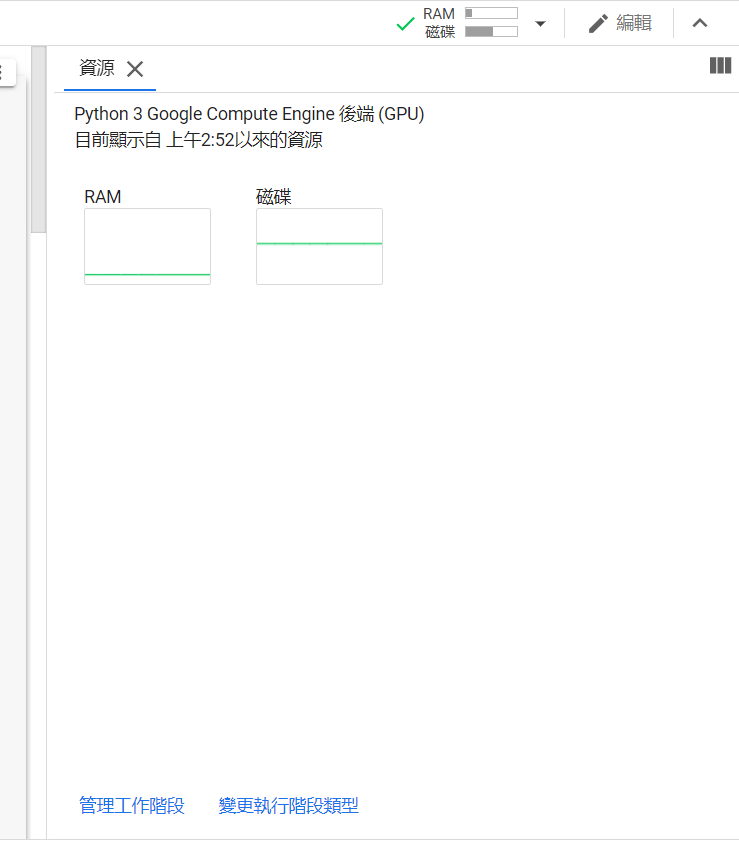 RAM
磁碟
編輯
資源
Python 3 Google Compute Engine 後端 (GPU)
目前顯示自 上午2:52以來的資源
RAM 磁碟
管理工作階段 變更執行階段類型